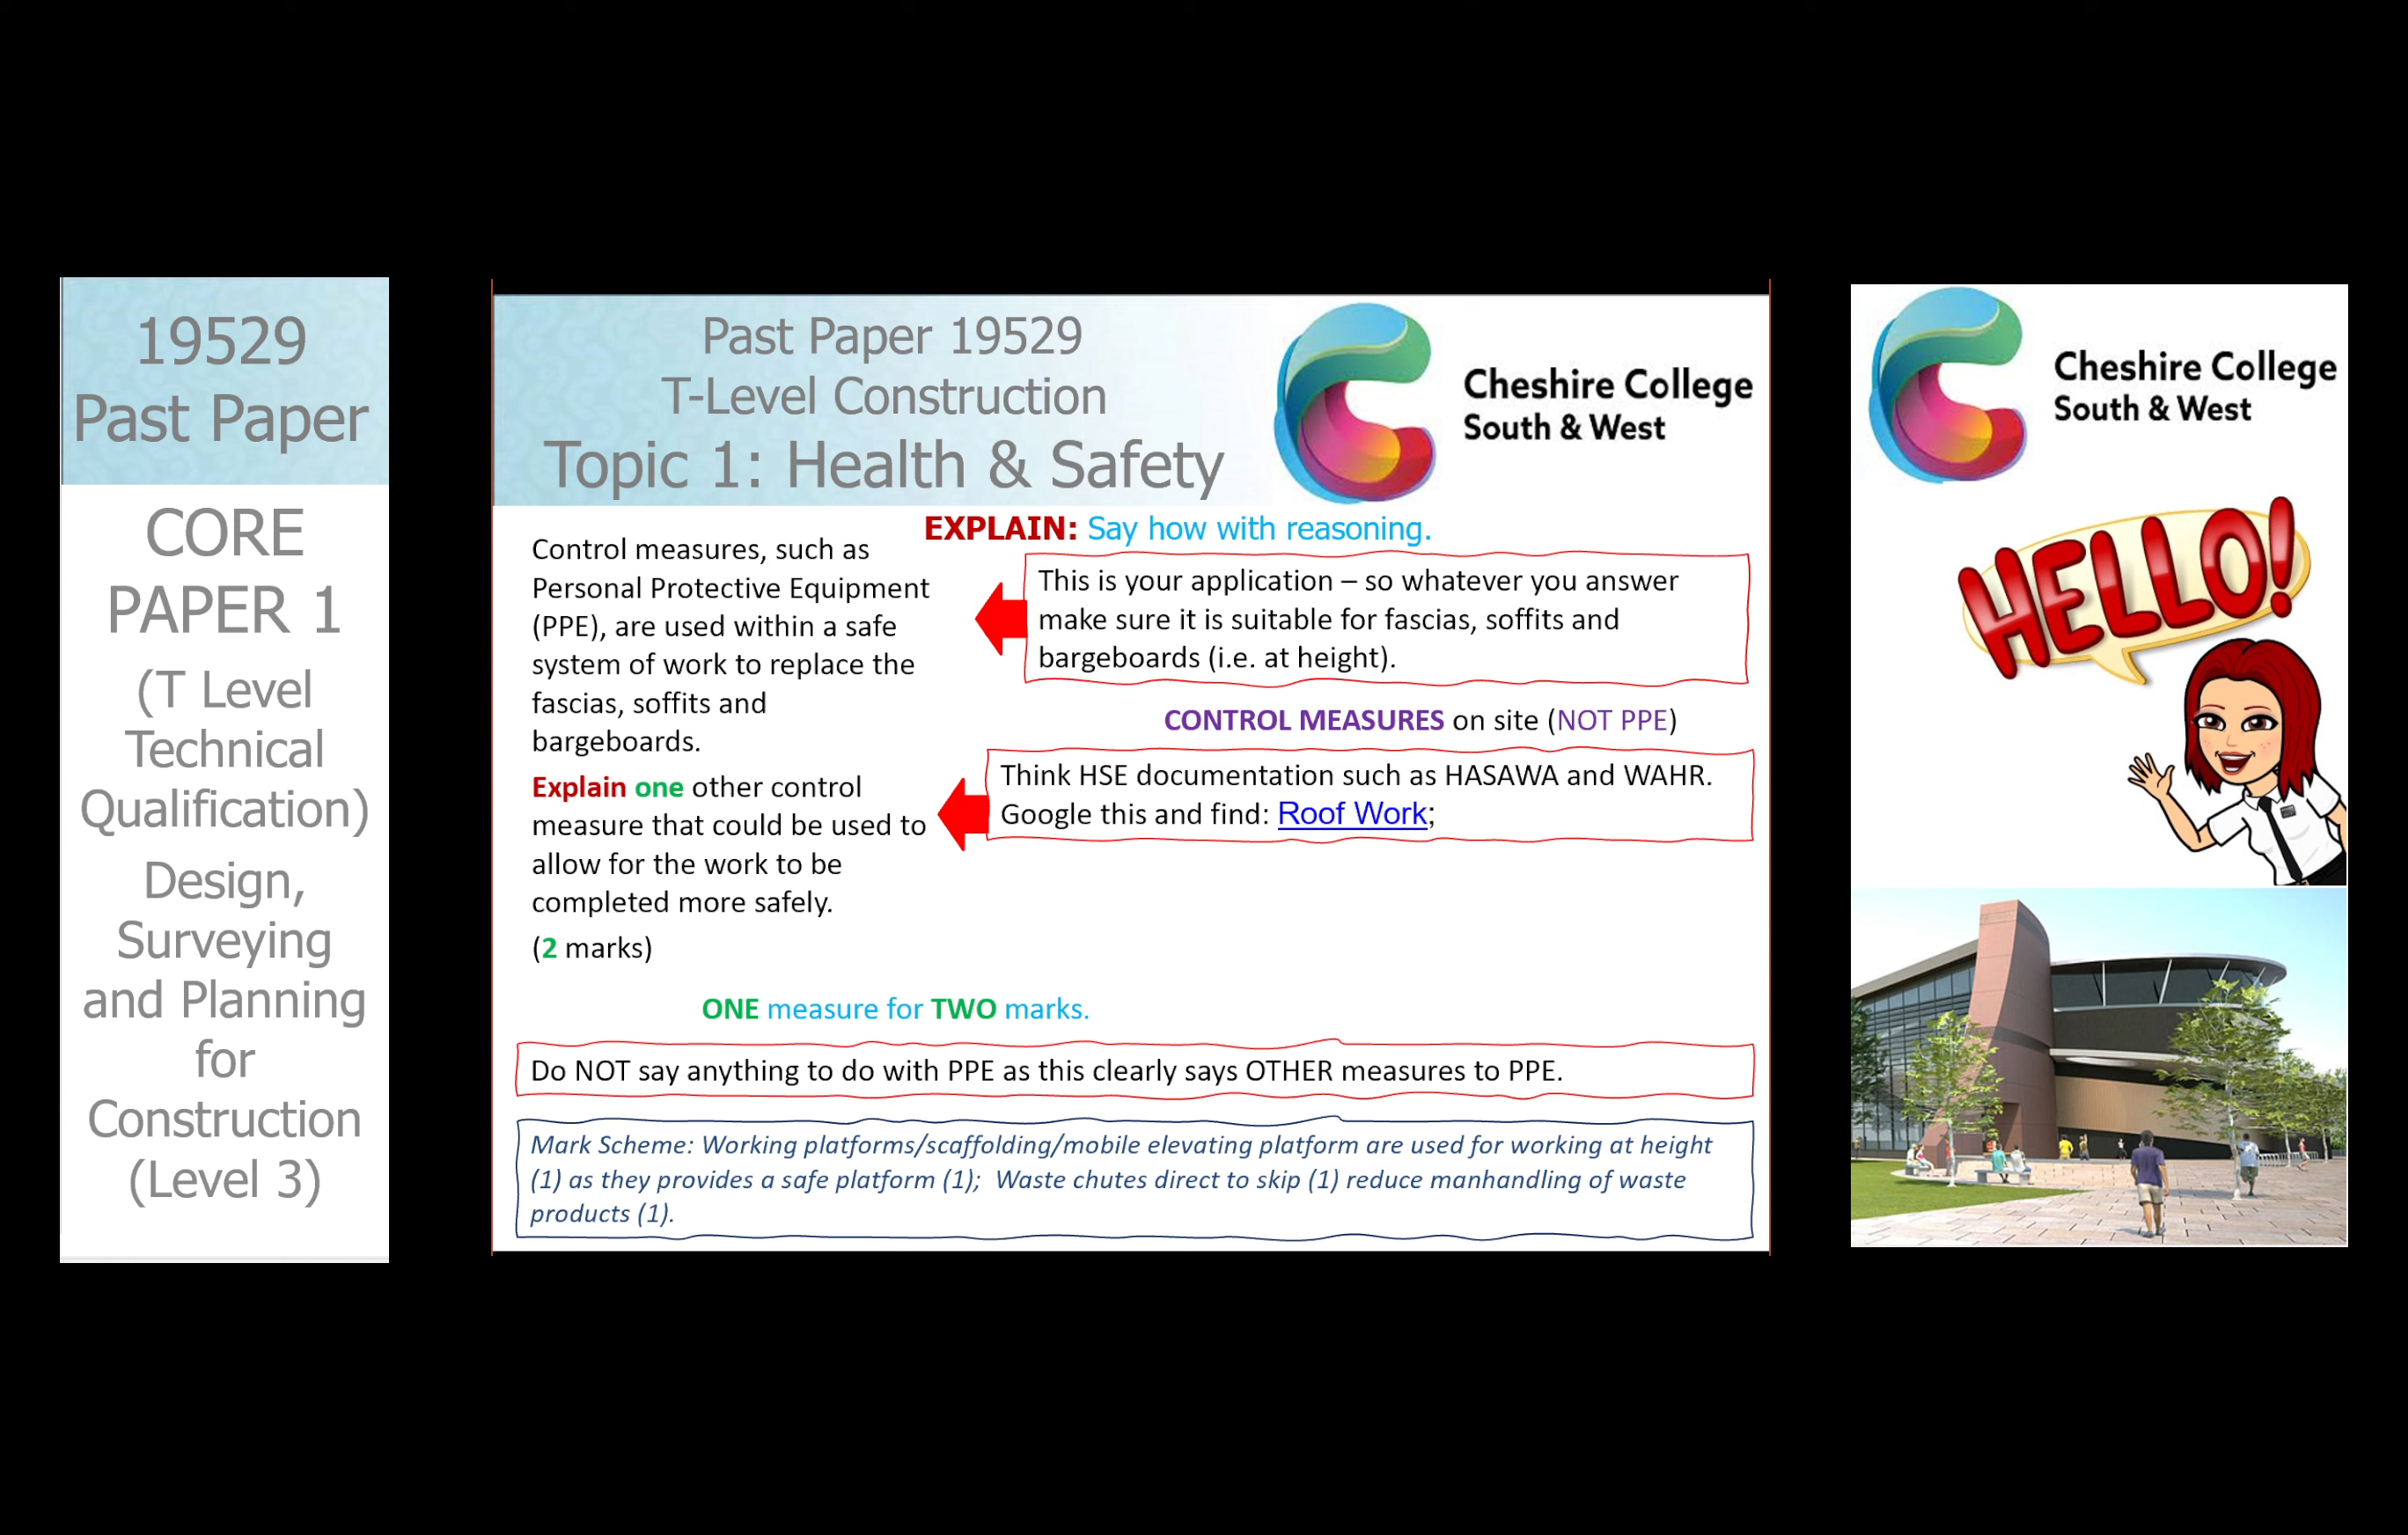 19529
Past Paper
CORE
PAPER 1
(T Level
Technical
Qualification)
Design,
Surveying
and Planning
for
Construction
(Level 3)
Past Paper 19529
T-Level Construction
Topic 1: Health & Safety
Cheshire College
South & West
EXPLAIN: Say how with reasoning.
Control measures, such as
Personal Protective Equipment
(PPE), are used within a safe
system of work to replace the
fascias, soffits and
bargeboards.
Explain one other control
measure that could be used to
allow for the work to be
completed more safely.
(2 marks)
This is your application – so whatever you answer
make sure it is suitable for fascias, soffits and
bargeboards (i.e. at height).
CONTROL MEASURES on site (NOT PPE)
Think HSE documentation such as HASAWA and WAHR.
Google this and find: Roof Work;
ONE measure for TWO marks.
Do NOT say anything to do with PPE as this clearly says OTHER measures to PPE.
Mark Scheme: Working platforms/scaffolding/mobile elevating platform are used for working at height
(1) as they provides a safe platform (1);  Waste chutes direct to skip (1) reduce manhandling of waste
products (1).
Cheshire College
South & West
HELLO!